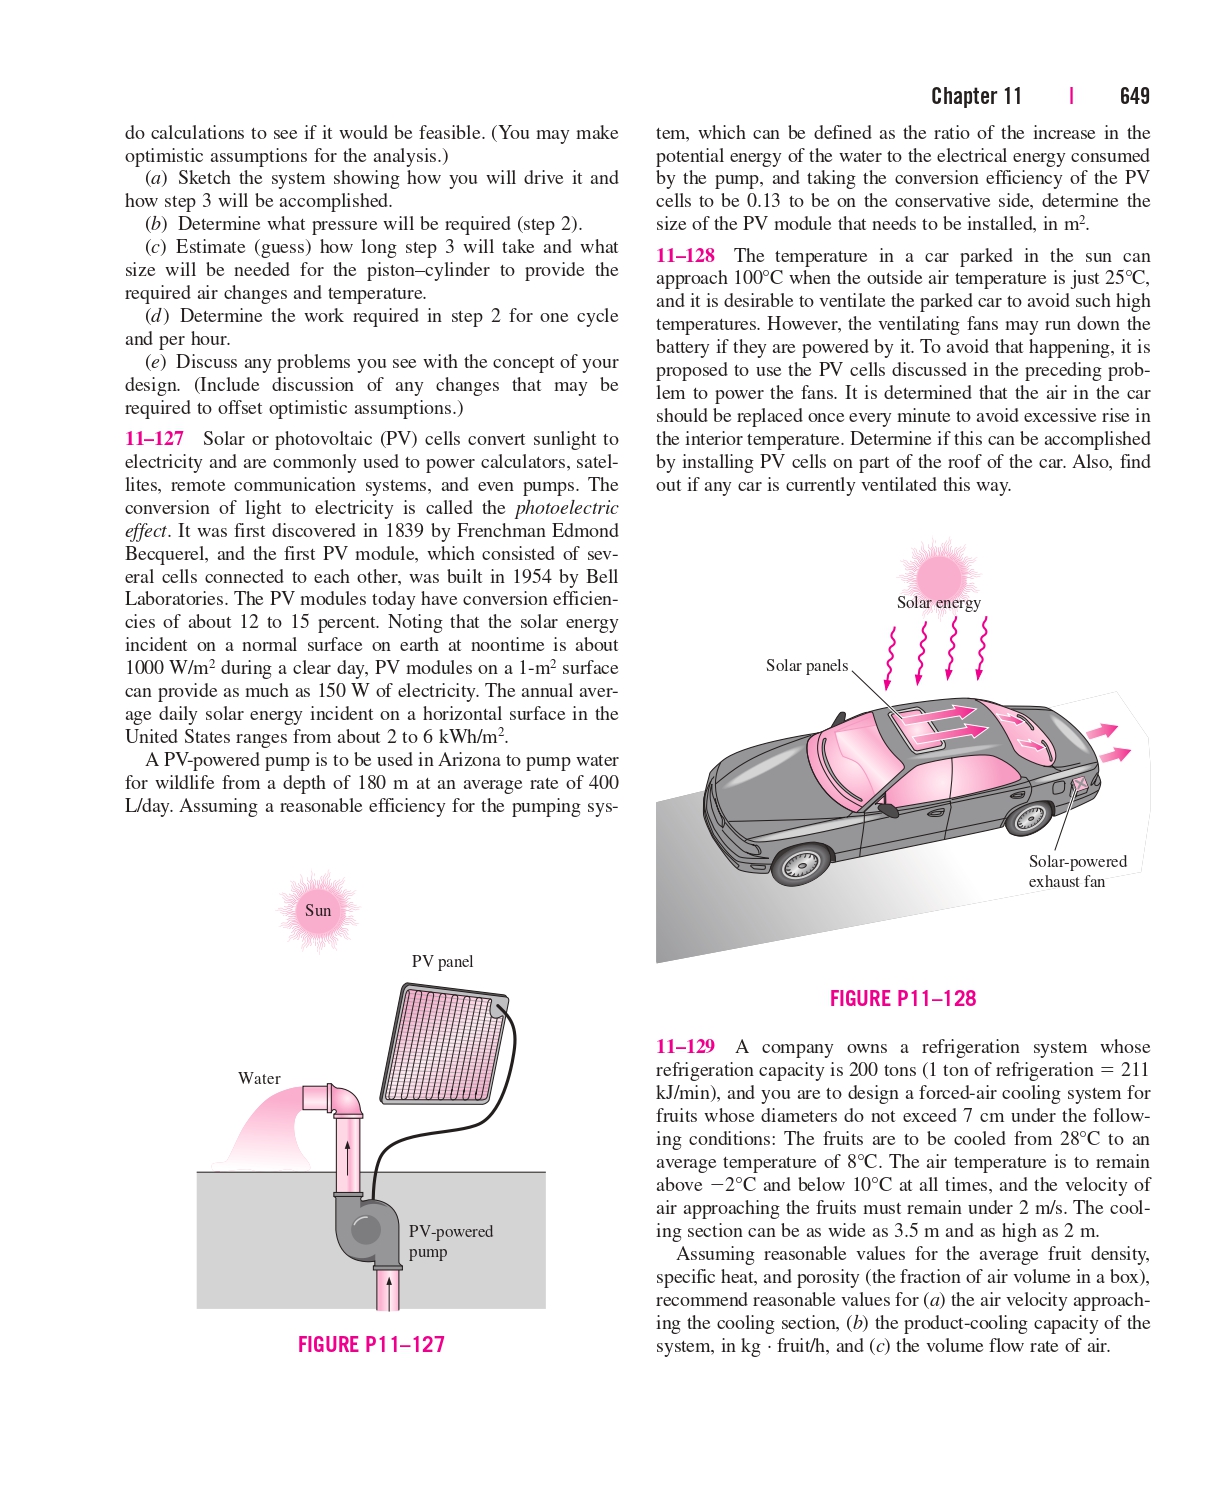 Chapter 11 | 649
do calculations to see if it would be feasible. (You may make
optimistic assumptions for the analysis.)
(a) Sketch the system showing how you will drive it and
how step 3 will be accomplished.
(b) Determine what pressure will be required (step 2).
(c) Estimate (guess) how long step 3 will take and what
size will be needed for the piston–cylinder to provide the
required air changes and temperature.
(d) Determine the work required in step 2 for one cycle
and per hour.
(e) Discuss any problems you see with the concept of your
design. (Include discussion of any changes that may be
required to offset optimistic assumptions.)
11–127 Solar or photovoltaic (PV) cells convert sunlight to
electricity and are commonly used to power calculators, satel-
lites, remote communication systems, and even pumps. The
conversion of light to electricity is called the photoelectric
effect. It was first discovered in 1839 by Frenchman Edmond
Becquerel, and the first PV module, which consisted of sev-
eral cells connected to each other, was built in 1954 by Bell
Laboratories. The PV modules today have conversion efficien-
cies of about 12 to 15 percent. Noting that the solar energy
incident on a normal surface on earth at noontime is about
1000 W/m² during a clear day, PV modules on a 1-m² surface
can provide as much as 150 W of electricity. The annual aver-
age daily solar energy incident on a horizontal surface in the
United States ranges from about 2 to 6 kWh/m².
A PV-powered pump is to be used in Arizona to pump water
for wildlife from a depth of 180 m at an average rate of 400
L/day. Assuming a reasonable efficiency for the pumping sys-
Sun
PV panel
Water
PV-powered
pump
FIGURE P11–127
tem, which can be defined as the ratio of the increase in the
potential energy of the water to the electrical energy consumed
by the pump, and taking the conversion efficiency of the PV
cells to be 0.13 to be on the conservative side, determine the
size of the PV module that needs to be installed, in m².
11–128 The temperature in a car parked in the sun can
approach 100°C when the outside air temperature is just 25°C,
and it is desirable to ventilate the parked car to avoid such high
temperatures. However, the ventilating fans may run down the
battery if they are powered by it. To avoid that happening, it is
proposed to use the PV cells discussed in the preceding prob-
lem to power the fans. It is determined that the air in the car
should be replaced once every minute to avoid excessive rise in
the interior temperature. Determine if this can be accomplished
by installing PV cells on part of the roof of the car. Also, find
out if any car is currently ventilated this way.
Solar energy
Solar panels
Solar-powered
exhaust fan
FIGURE P11–128
11–129 A company owns a refrigeration system whose
refrigeration capacity is 200 tons (1 ton of refrigeration = 211
kJ/min), and you are to design a forced-air cooling system for
fruits whose diameters do not exceed 7 cm under the follow-
ing conditions: The fruits are to be cooled from 28°C to an
average temperature of 8°C. The air temperature is to remain
above −2°C and below 10°C at all times, and the velocity of
air approaching the fruits must remain under 2 m/s. The cool-
ing section can be as wide as 3.5 m and as high as 2 m.
Assuming reasonable values for the average fruit density,
specific heat, and porosity (the fraction of air volume in a box),
recommend reasonable values for (a) the air velocity approach-
ing the cooling section, (b) the product-cooling capacity of the
system, in kg · fruit/h, and (c) the volume flow rate of air.